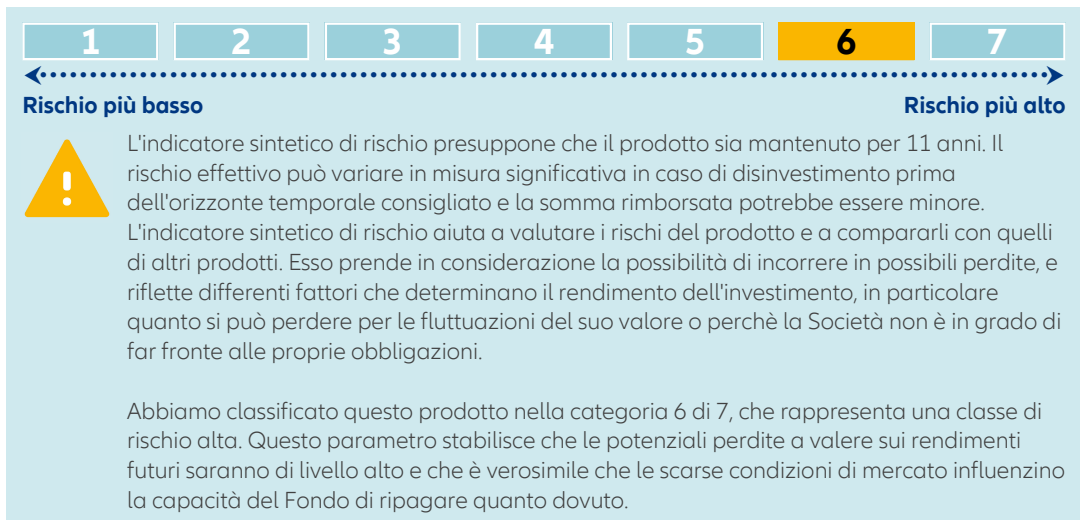 1 2 3 4 5 6 7
Rischio più basso Rischio più alto
L'indicatore sintetico di rischio presuppone che il prodotto sia mantenuto per 11 anni. Il
rischio effettivo può variare in misura significativa in caso di disinvestimento prima
dell'orizzonte temporale consigliato e la somma rimborsata potrebbe essere minore.
L'indicatore sintetico di rischio aiuta a valutare i rischi del prodotto e a compararli con quelli
di altri prodotti. Esso prende in considerazione la possibilità di incorrere in possibili perdite, e
riflette differenti fattori che determinano il rendimento dell'investimento, in particolare
quanto si può perdere per le fluttuazioni del suo valore o perchè la Società non è in grado di
far fronte alle proprie obbligazioni.
Abbiamo classificato questo prodotto nella categoria 6 di 7, che rappresenta una classe di
rischio alta. Questo parametro stabilisce che le potenziali perdite a valere sui rendimenti
futuri saranno di livello alto e che è verosimile che le scarse condizioni di mercato influenzino
la capacità del Fondo di ripagare quanto dovuto.